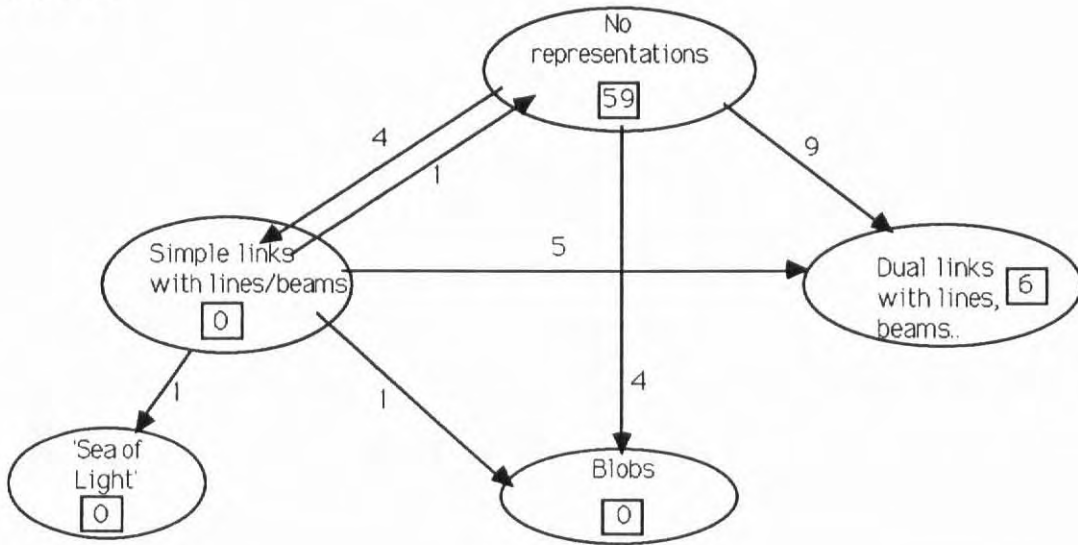 No
representations
59
4
1
9
Simple links
with lines/beams
0
5
Dual links
with lines,
beams..
6
1
1
4
'Sea of
Light'
0
Blobs
0